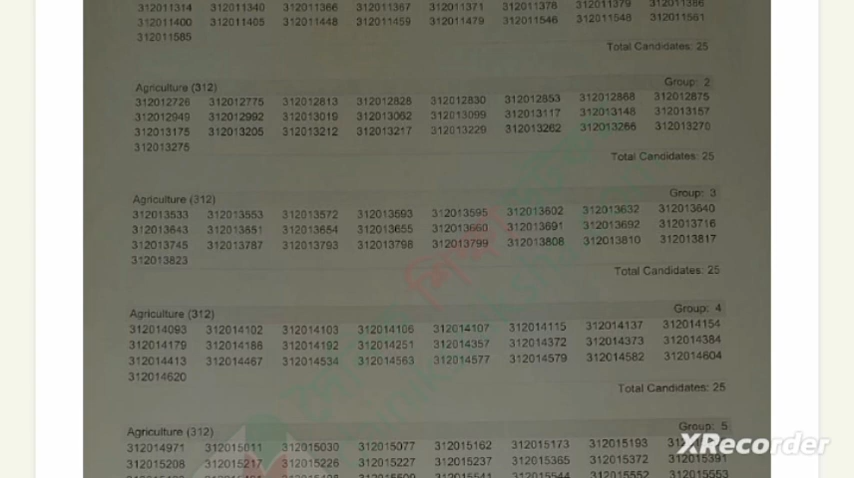 312011314 312011340 312011366 312011367 312011371 312011378 312011379 312011386
312011400 312011405 312011448 312011459 312011479 312011546 312011548 312011561
312011585
Total Candidates: 25
Agriculture (312) Group: 2
312012726 312012775 312012813 312012828 312012830 312012853 312012868 312012875
312012949 312012992 312013019 312013062 312013099 312013117 312013148 312013157
312013175 312013205 312013212 312013217 312013229 312013262 312013266 312013270
312013275
Total Candidates: 25
Agriculture (312) Group: 3
312013533 312013553 312013572 312013593 312013595 312013602 312013632 312013640
312013643 312013651 312013654 312013655 312013660 312013691 312013692 312013716
312013745 312013787 312013793 312013798 312013799 312013808 312013810 312013817
312013823
Total Candidates: 25
Agriculture (312) Group: 4
312014093 312014102 312014103 312014106 312014107 312014115 312014137 312014154
312014179 312014186 312014192 312014251 312014357 312014372 312014373 312014384
312014413 312014467 312014534 312014563 312014577 312014579 312014582 312014604
312014620
Total Candidates: 25
Agriculture (312) Group: 5
312014971 312015011 312015030 312015077 312015162 312015173 312015193
XRecorder
312015208 312015217 312015226 312015227 312015237 312015365 312015372 312015391
312015544 312015552 312015553